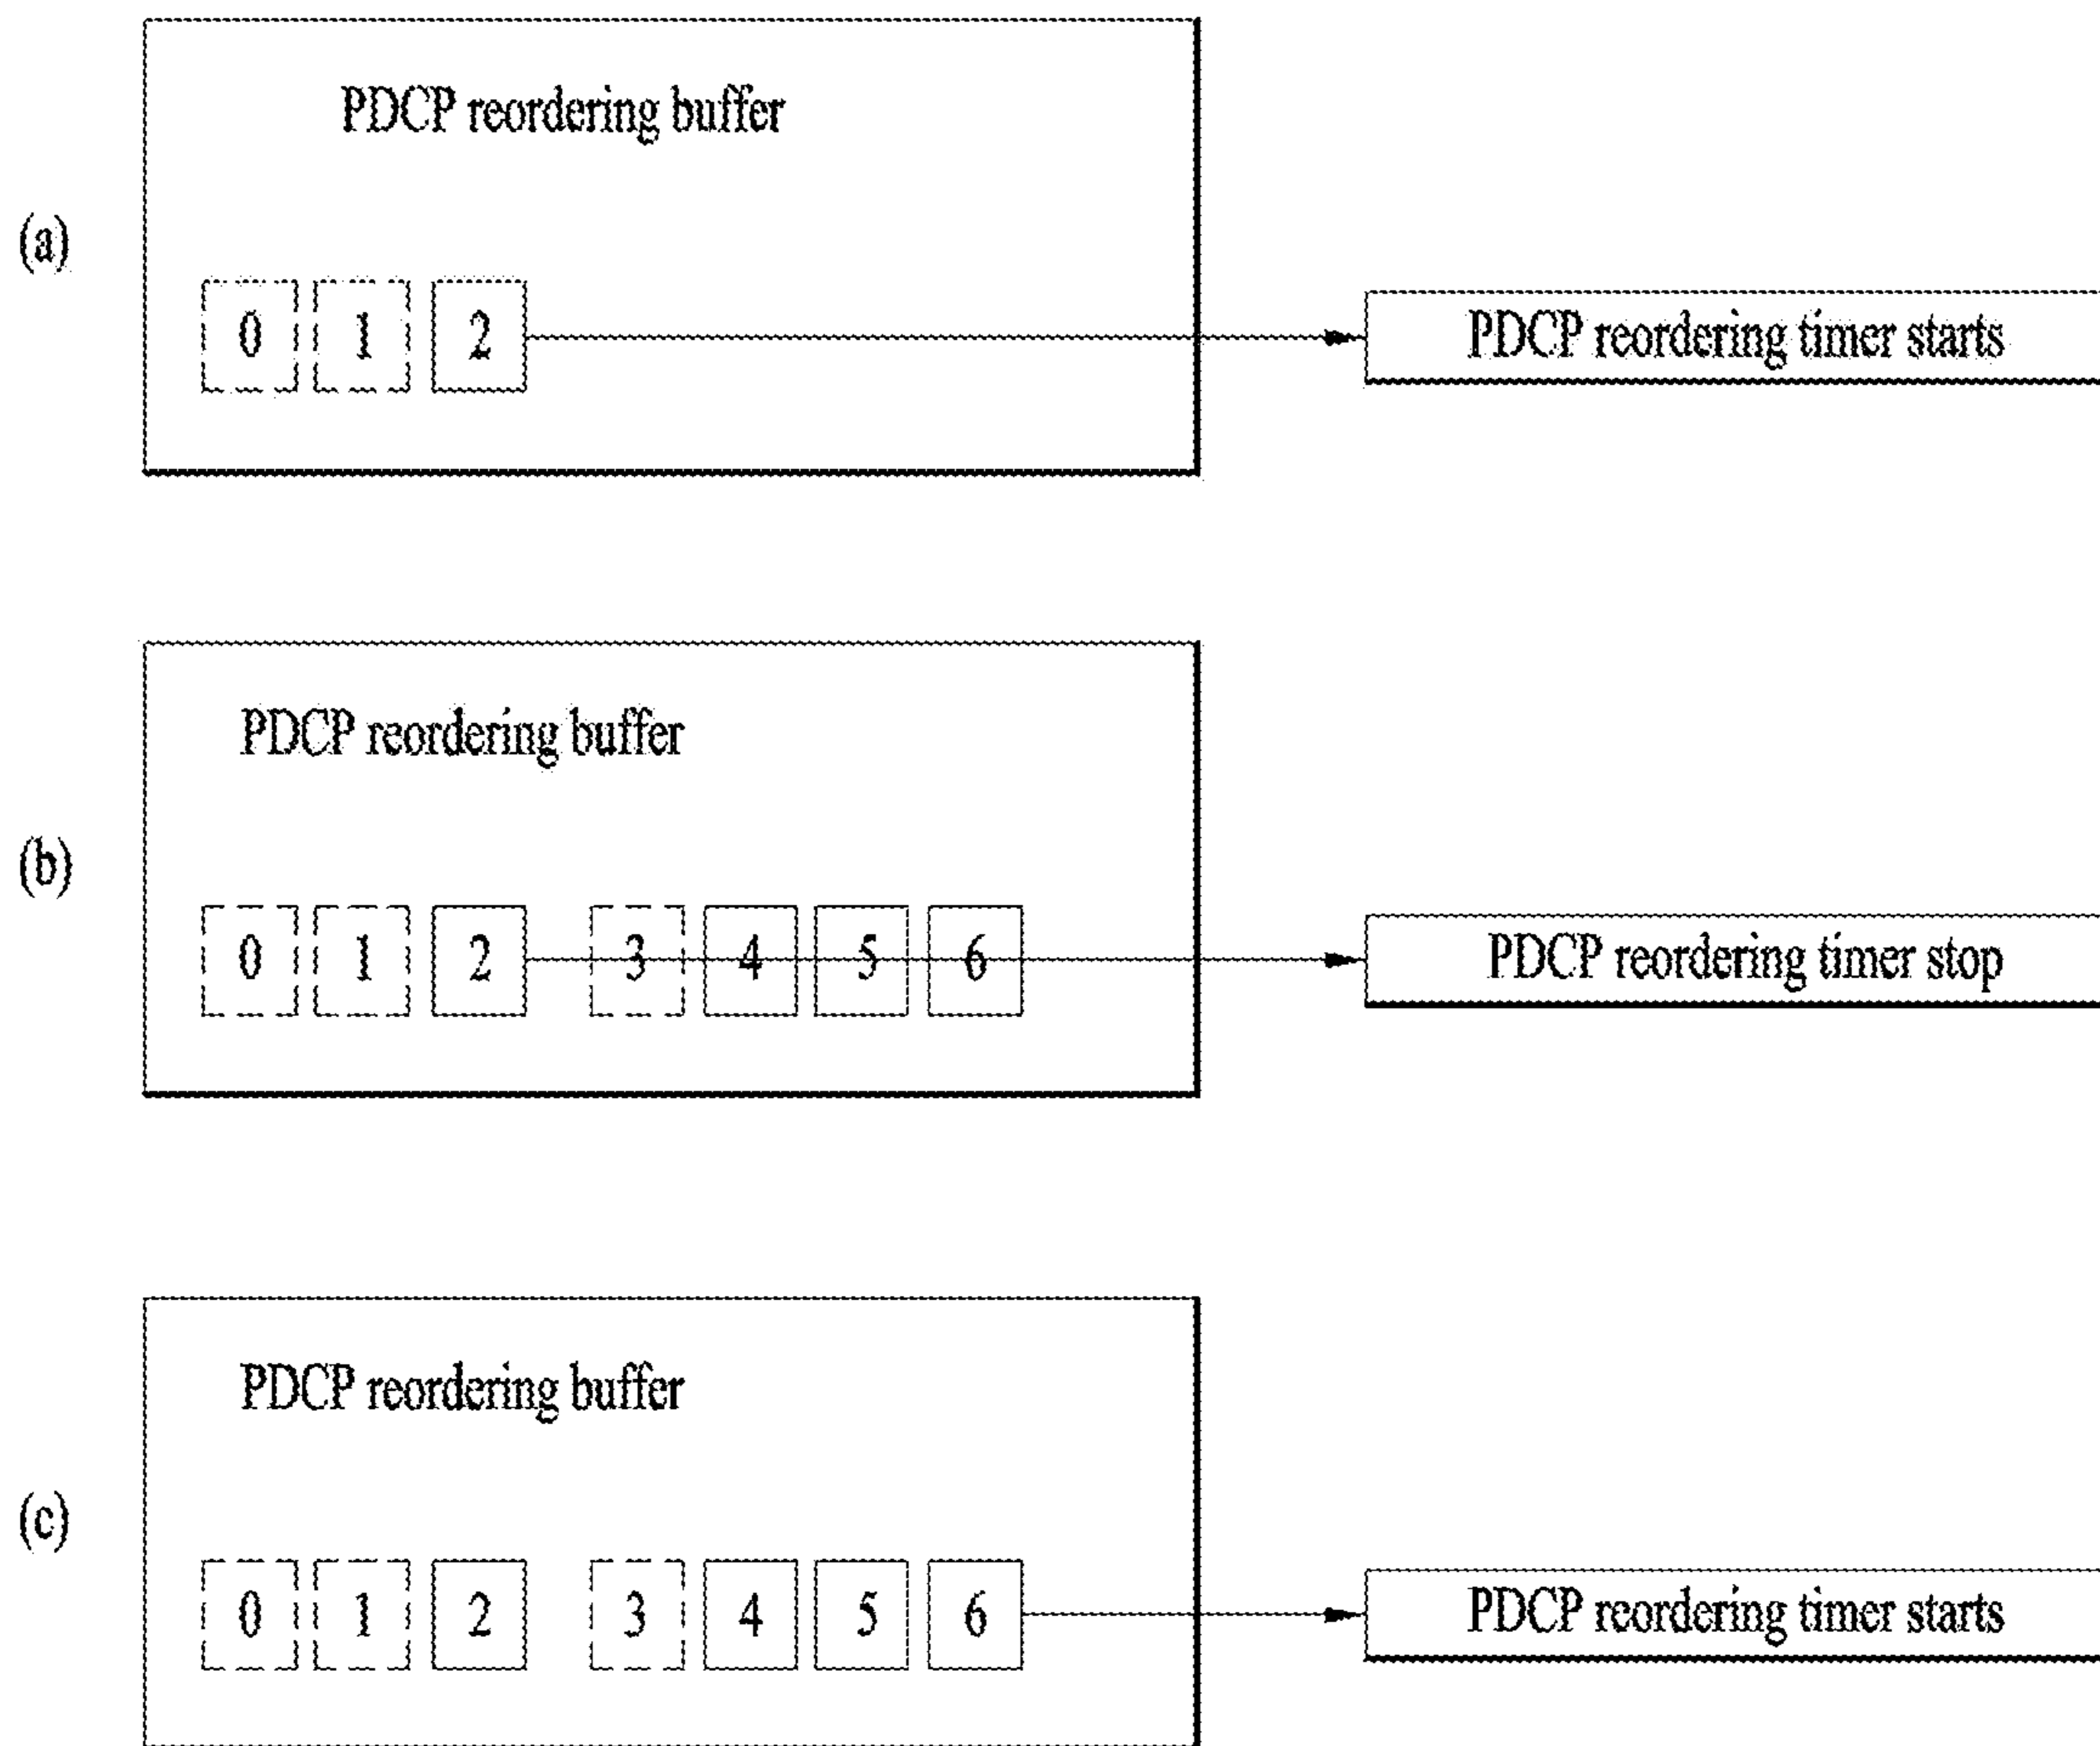 PDCP reordering buffer
(a)
0 1 2
PDCP reordering timer starts
PDCP reordering buffer
(b)
0 1 2 3 4 5 6
PDCP reordering timer stop
PDCP reordering buffer
(c)
0 1 2 3 4 5 6
PDCP reordering timer starts